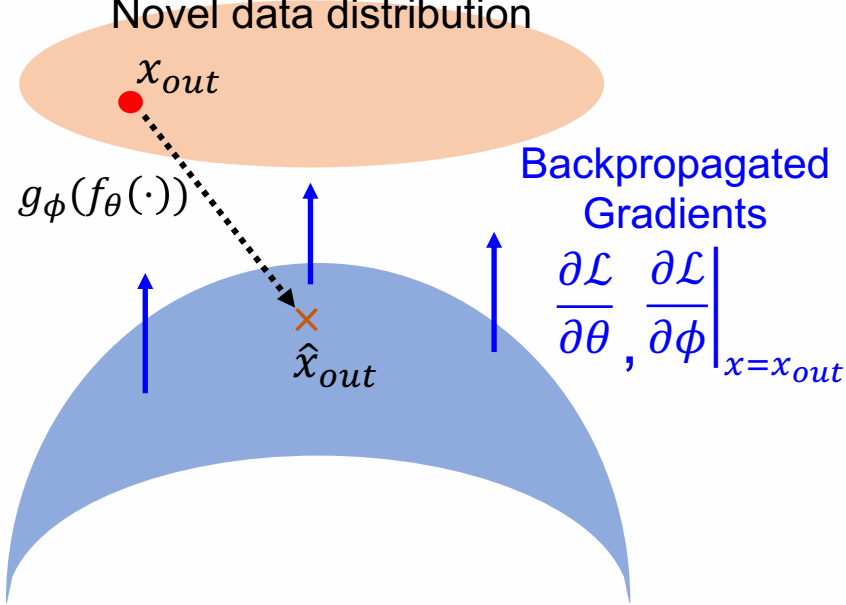 Novel data distribution
x_out
g_ϕ(f_θ(·))
Backpropagated
Gradients
∂ℒ/∂θ , ∂ℒ/∂ϕ|_{x=x_out}
x̂_out